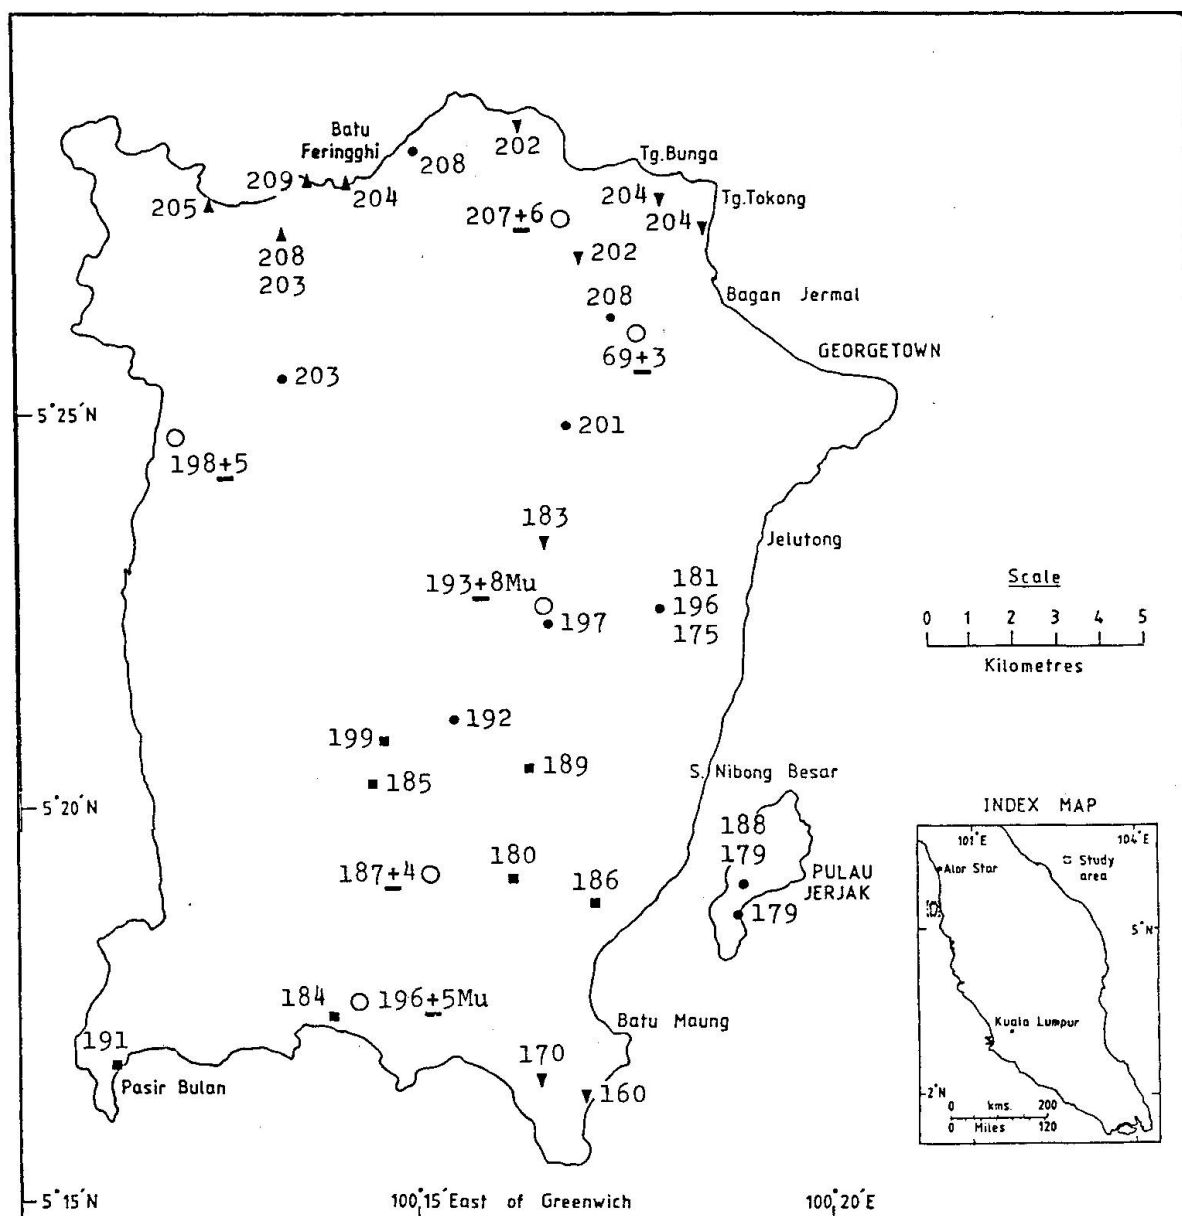 Batu
Feringghi
202
208
Tg.Bunga
209
204
205
204
Tg.Tokong
207±6
204
208
203
202
208
Bagan Jermal
69±3
GEORGETOWN
203
5°25'N
201
198±5
183
Jelutong
193±8Mu
181
196
175
197
Scale
0 1 2 3 4 5
Kilometres
192
199
185
189
S. Nibong Besar
5°20'N
188
179
PULAU
JERJAK
187±4
180
186
179
INDEX MAP
101°E
104°E
Alor Star
Study
area
5°N
Kuala Lumpur
2°N
0 kms. 200
0 Miles 120
184
196±5Mu
Batu Maung
191
Pasir Bulan
170
160
5°15'N
100°15'East of Greenwich
100°20'E